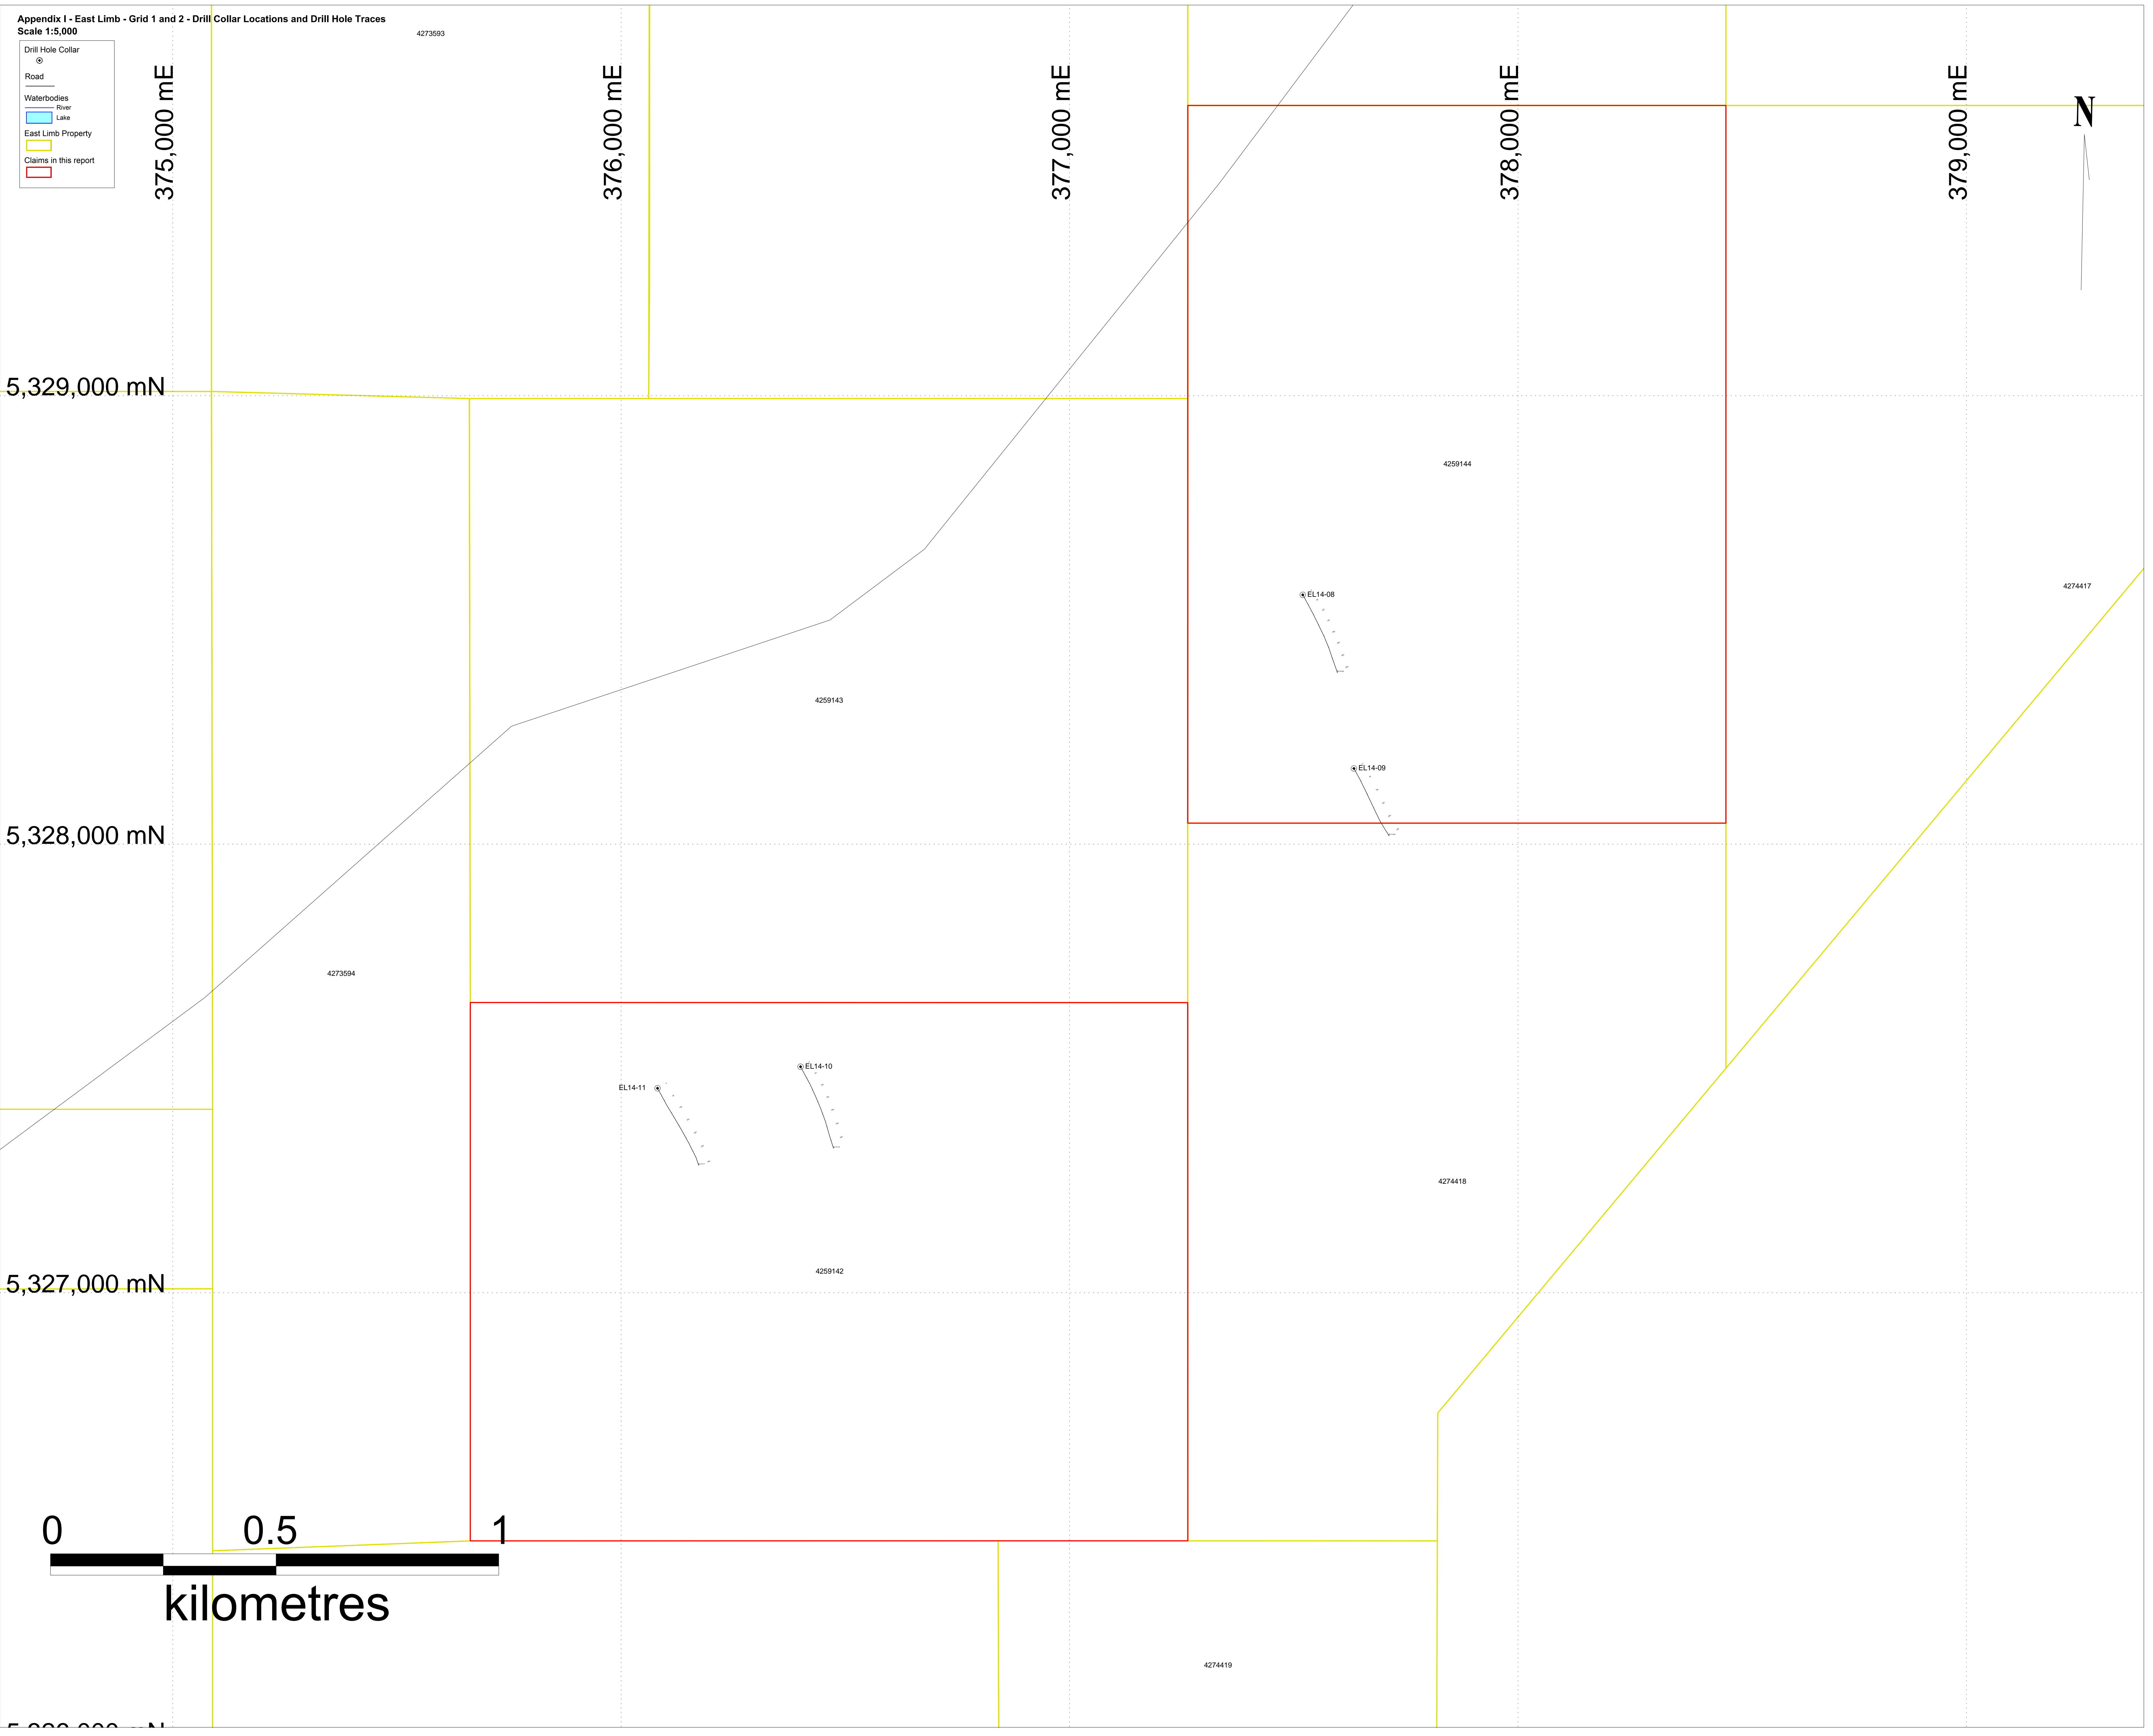 Appendix I - East Limb - Grid 1 and 2 - Drill Collar Locations and Drill Hole Traces
Scale 1:5,000
Drill Hole Collar
Road
Waterbodies
River
Lake
East Limb Property
Claims in this report
4273593
375,000 mE
376,000 mE
377,000 mE
378,000 mE
379,000 mE
N
5,329,000 mN
4259144
4274417
EL14-08
4259143
EL14-09
5,328,000 mN
4273594
EL14-10
EL14-11
4274418
4259142
5,327,000 mN
0 0.5 1
kilometres
4274419